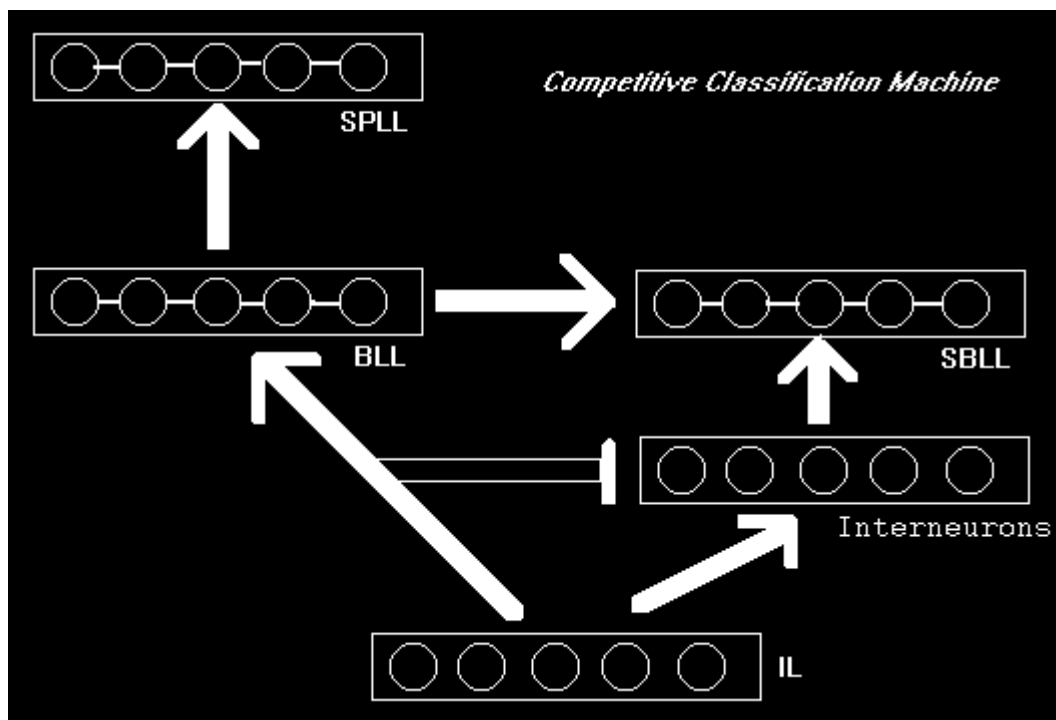 Competitive Classification Machine
SPLL
BLL
SBLL
Interneurons
IL